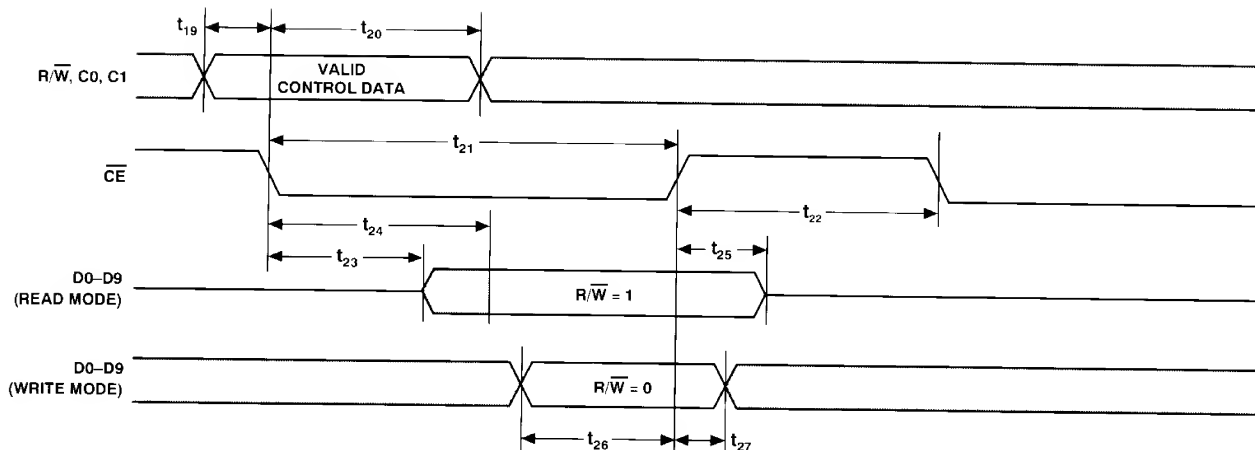 t19
t20
R/W̅, C0, C1
VALID
CONTROL DATA
t21
C̅E̅
t22
t24
t23
t25
D0–D9
(READ MODE)
R/W̅ = 1
D0–D9
(WRITE MODE)
R/W̅ = 0
t26
t27